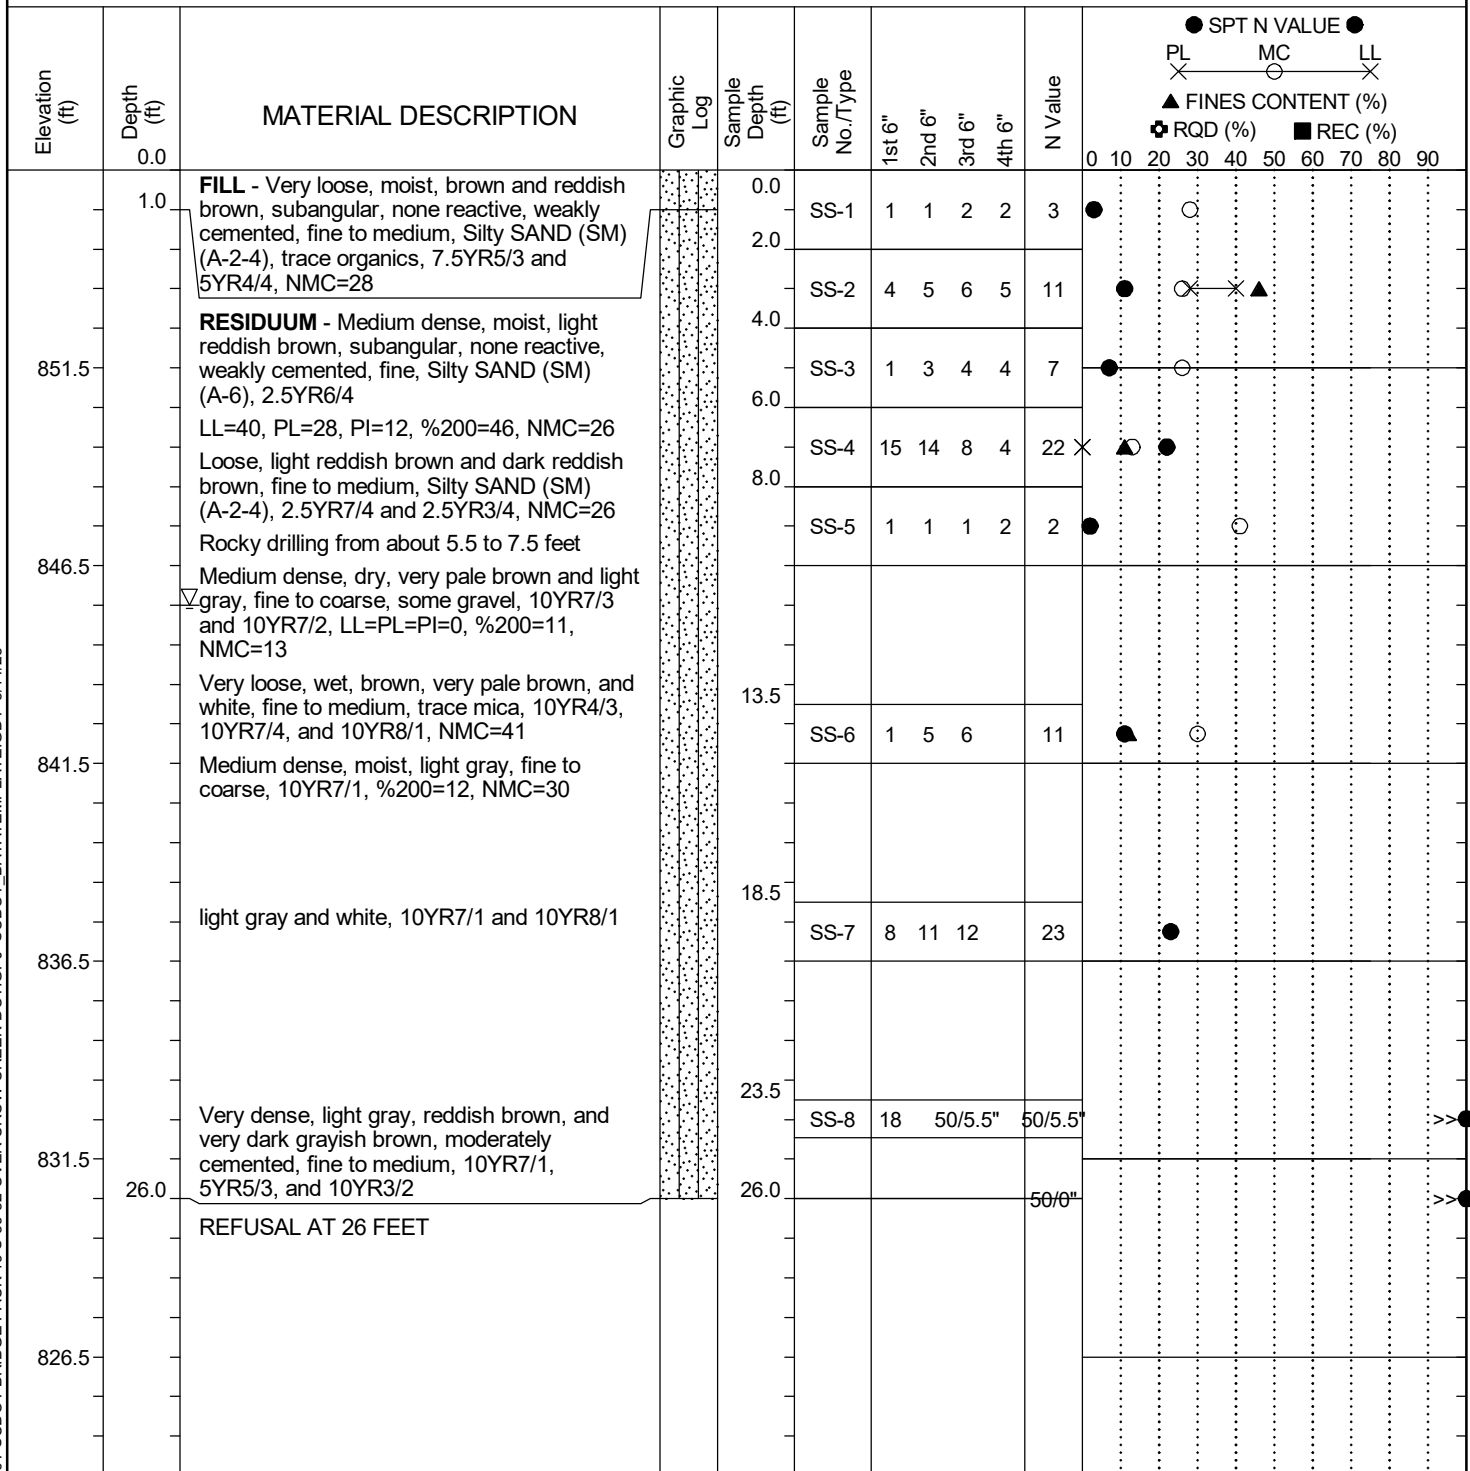 ● SPT N VALUE ●
PL MC LL
▲ FINES CONTENT (%)
RQD (%) ■ REC (%)
0 10 20 30 40 50 60 70 80 90
Elevation (ft)
Depth (ft)
0.0
MATERIAL DESCRIPTION
Graphic Log
Sample Depth (ft)
Sample No./Type
1st 6"
2nd 6"
3rd 6"
4th 6"
N Value
FILL - Very loose, moist, brown and reddish
brown, subangular, none reactive, weakly
cemented, fine to medium, Silty SAND (SM)
(A-2-4), trace organics, 7.5YR5/3 and
5YR4/4, NMC=28
1.0
RESIDUUM - Medium dense, moist, light
reddish brown, subangular, none reactive,
weakly cemented, fine, Silty SAND (SM)
(A-6), 2.5YR6/4
LL=40, PL=28, PI=12, %200=46, NMC=26
Loose, light reddish brown and dark reddish
brown, fine to medium, Silty SAND (SM)
(A-2-4), 2.5YR7/4 and 2.5YR3/4, NMC=26
Rocky drilling from about 5.5 to 7.5 feet
Medium dense, dry, very pale brown and light
gray, fine to coarse, some gravel, 10YR7/3
and 10YR7/2, LL=PL=PI=0, %200=11,
NMC=13
Very loose, wet, brown, very pale brown, and
white, fine to medium, trace mica, 10YR4/3,
10YR7/4, and 10YR8/1, NMC=41
Medium dense, moist, light gray, fine to
coarse, 10YR7/1, %200=12, NMC=30
light gray and white, 10YR7/1 and 10YR8/1
Very dense, light gray, reddish brown, and
very dark grayish brown, moderately
cemented, fine to medium, 10YR7/1,
5YR5/3, and 10YR3/2
26.0
REFUSAL AT 26 FEET
851.5
846.5
841.5
836.5
831.5
826.5
0.0
SS-1 1 1 2 2 3
2.0
SS-2 4 5 6 5 11
4.0
SS-3 1 3 4 4 7
6.0
SS-4 15 14 8 4 22
8.0
SS-5 1 1 1 2 2
13.5
SS-6 1 5 6 11
18.5
SS-7 8 11 12 23
23.5
SS-8 18 50/5.5" 50/5.5" >>
26.0 50/0" >>